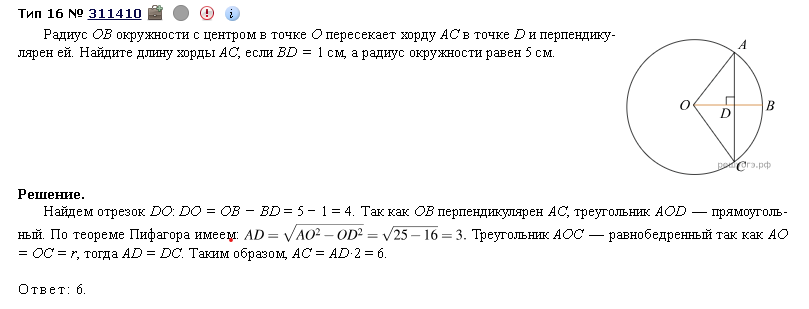 Тип 16 № 311410 i
Радиус OB окружности с центром в точке O пересекает хорду AC в точке D и перпендику-
лярен ей. Найдите длину хорды AC, если BD = 1 см, а радиус окружности равен 5 см.
A
O
D
B
C
решуогэ.рф
Решение.
Найдем отрезок DO: DO = OB − BD = 5 − 1 = 4. Так как OB перпендикулярен AC, треугольник AOD — прямоуголь-
ный. По теореме Пифагора имеем: AD = √(AO² − OD²) = √(25 − 16) = 3. Треугольник AOC — равнобедренный так как AO
= OC = r, тогда AD = DC. Таким образом, AC = AD·2 = 6.
Ответ: 6.